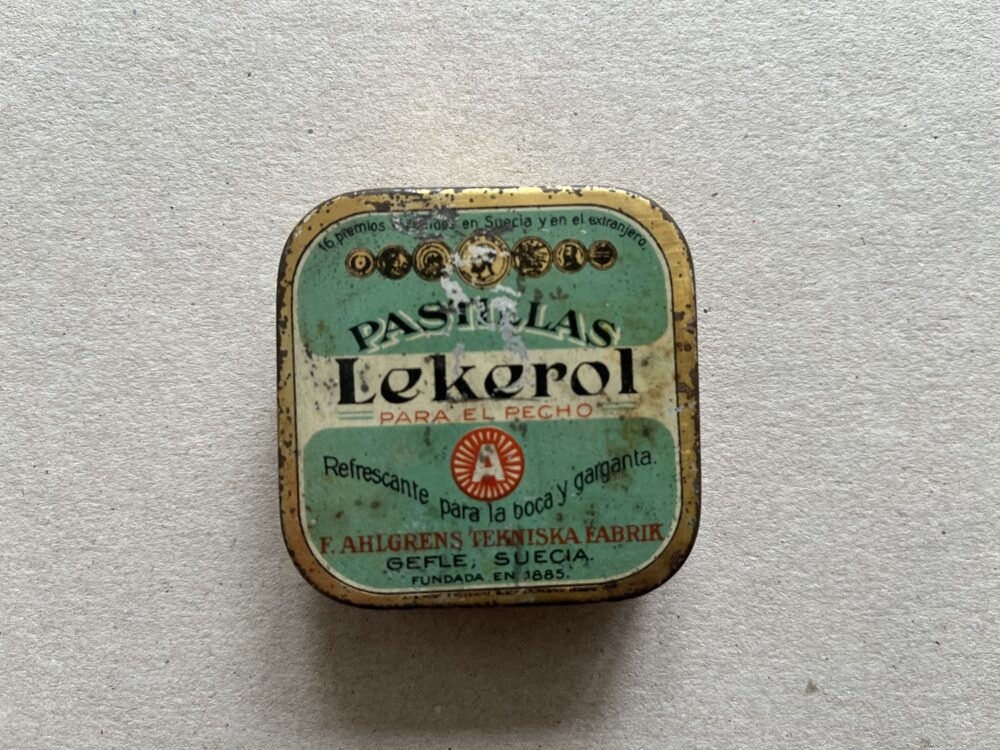 16 premios en Suecia y en el extranjero.
PASTILLAS
Lekerol
PARA EL PECHO
A
Refrescante para la boca y garganta.
F. AHLGRENS TEKNISKA FABRIK
GEFLE, SUECIA.
FUNDADA EN 1885.